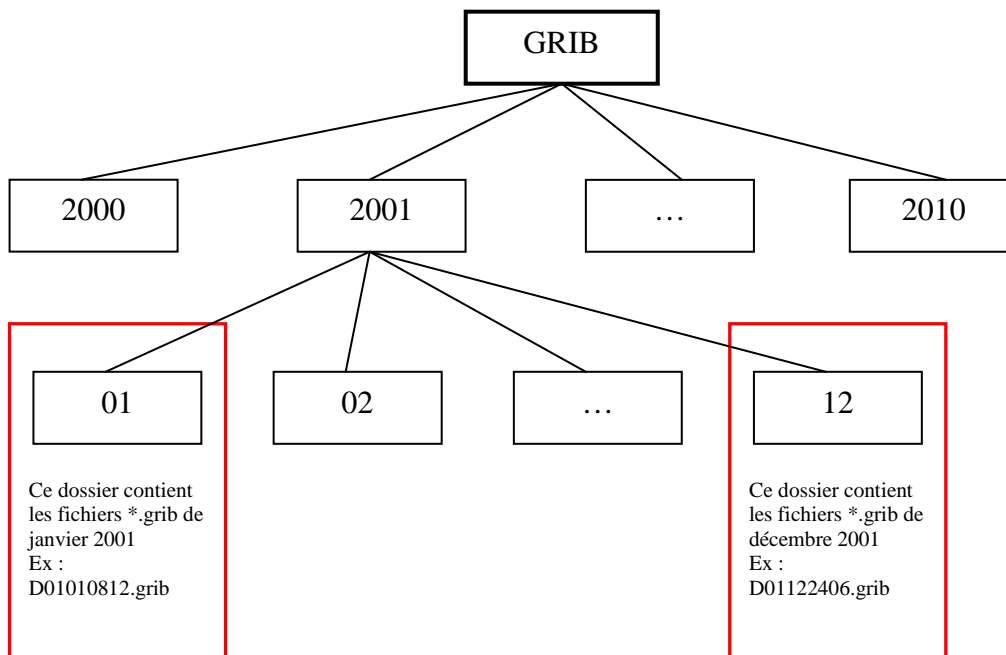 GRIB
2000
2001
…
2010
01
02
…
12
Ce dossier contient
les fichiers *.grib de
janvier 2001
Ex :
D01010812.grib
Ce dossier contient
les fichiers *.grib de
décembre 2001
Ex :
D01122406.grib